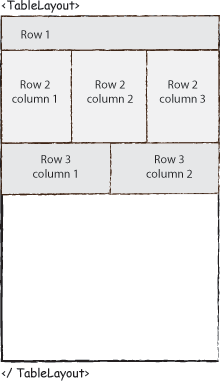 <TableLayout>
Row 1
Row 2 Row 2 Row 2
column 1 column 2 column 3
Row 3 Row 3
column 1 column 2
</ TableLayout>